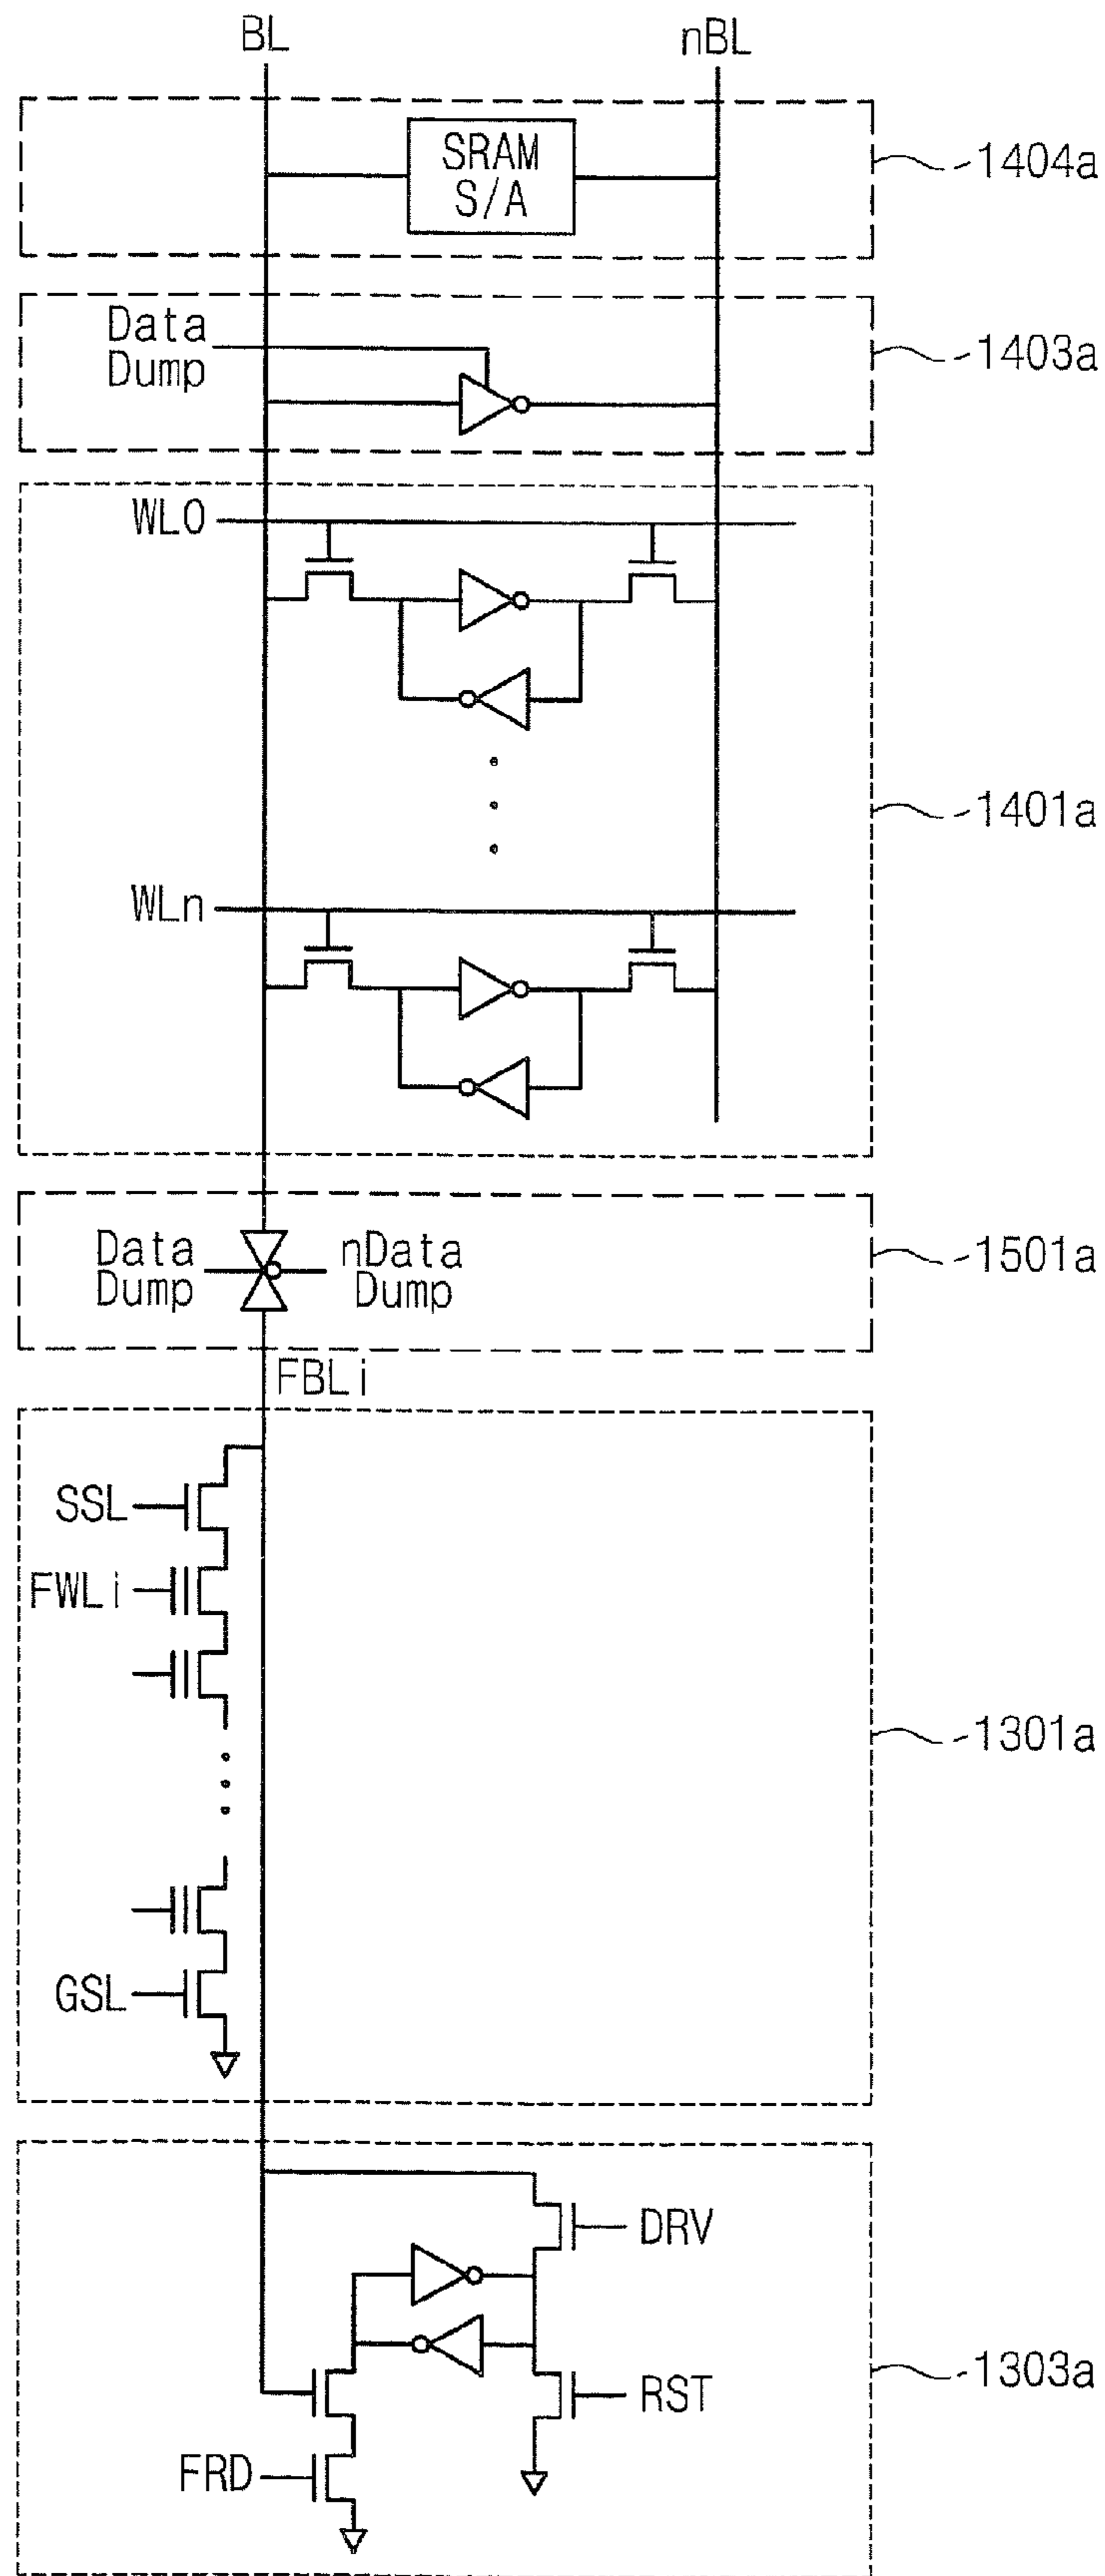 BL
nBL
SRAM
S/A
1404a
Data
Dump
1403a
WL0
1401a
WLn
Data
Dump
nData
Dump
1501a
FBLi
SSL
FWLi
1301a
GSL
DRV
RST
1303a
FRD